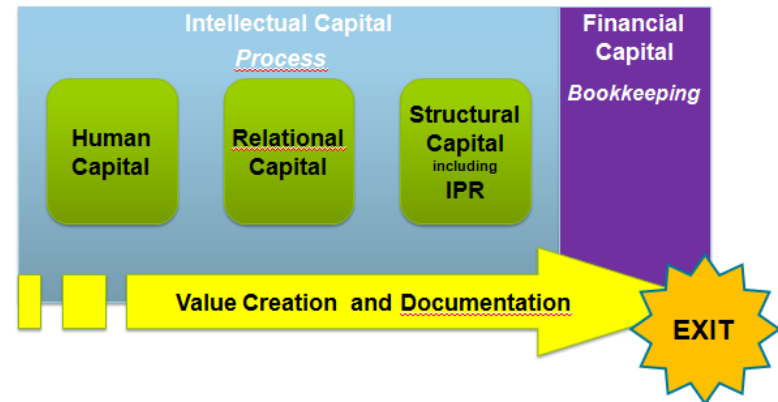 Intellectual Capital
Process
Financial
Capital
Bookkeeping
Human
Capital
Relational
Capital
Structural
Capital
including
IPR
Value Creation and Documentation
EXIT